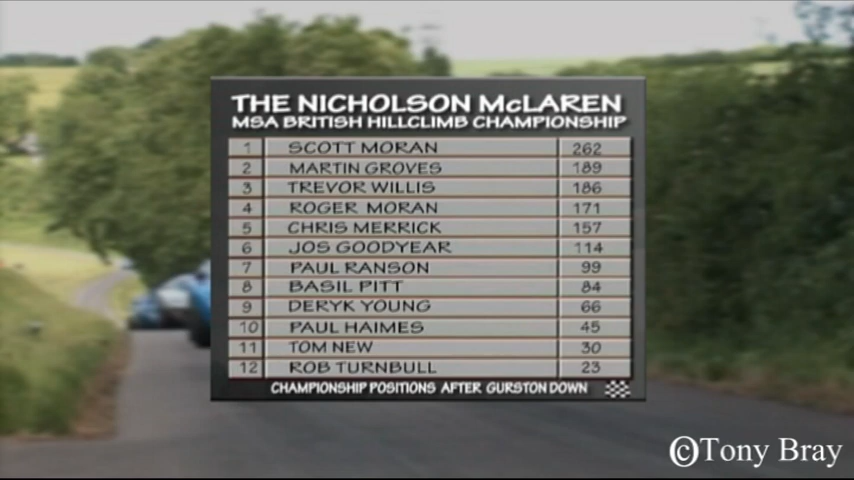 THE NICHOLSON McLAREN
MSA BRITISH HILLCLIMB CHAMPIONSHIP
1 SCOTT MORAN 262
2 MARTIN GROVES 189
3 TREVOR WILLIS 186
4 ROGER MORAN 171
5 CHRIS MERRICK 157
6 JOS GOODYEAR 114
7 PAUL RANSON 99
8 BASIL PITT 84
9 DERYK YOUNG 66
10 PAUL HAIMES 45
11 TOM NEW 30
12 ROB TURNBULL 23
CHAMPIONSHIP POSITIONS AFTER GURSTON DOWN
©Tony Bray